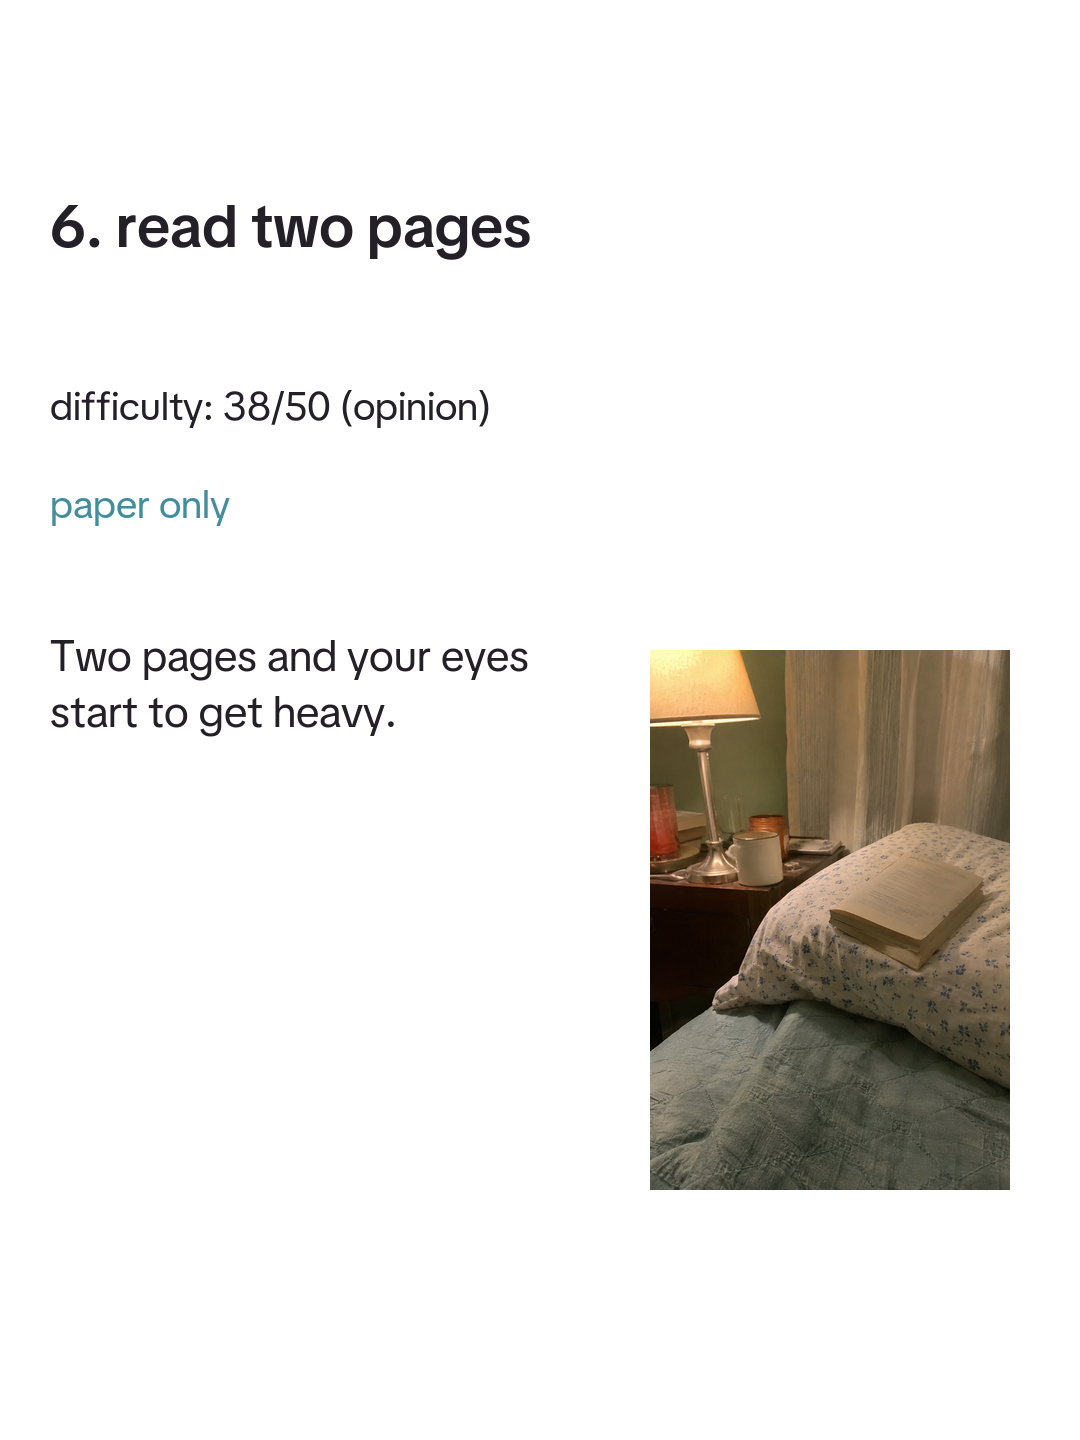 6. read two pages
difficulty: 38/50 (opinion)
paper only
Two pages and your eyes
start to get heavy.